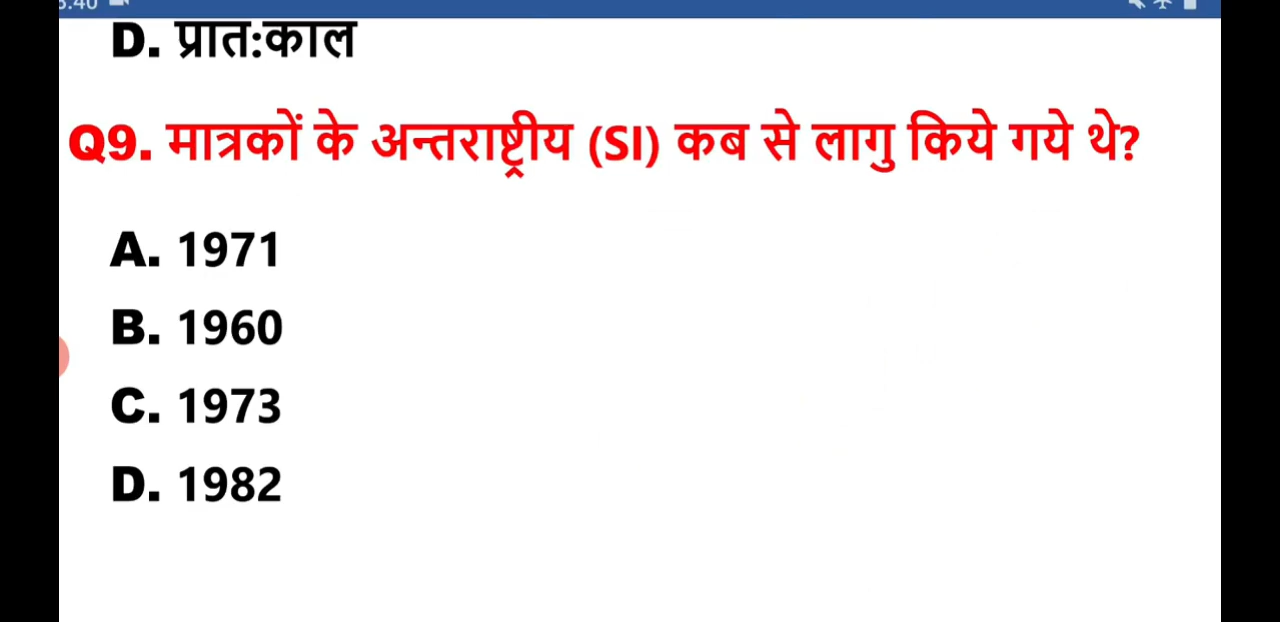 D. प्रात:काल
Q9. मात्रकों के अन्तराष्ट्रीय (SI) कब से लागु किये गये थे?
A. 1971
B. 1960
C. 1973
D. 1982